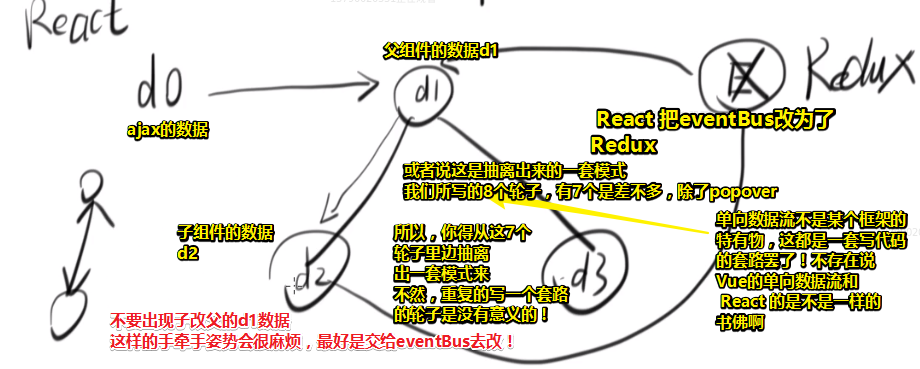 React
父组件的数据d1
d0
d1
E
Redux
ajax的数据
React 把eventBus改为了
Redux
或者说这是抽离出来的一套模式
我们所写的8个轮子，有7个是差不多，除了popover
单向数据流不是某个框架的
特有物，这都是一套写代码
的套路罢了！不存在说
Vue的单向数据流和
React 的是不是一样的
书佛啊
子组件的数据
d2
所以，你得从这7个
轮子里边抽离
出一套模式来
不然，重复的写一个套路
的轮子是没有意义的！
d2
d3
不要出现子改父的d1数据
这样的于牵手姿势会很麻烦，最好是交给eventBus去改！